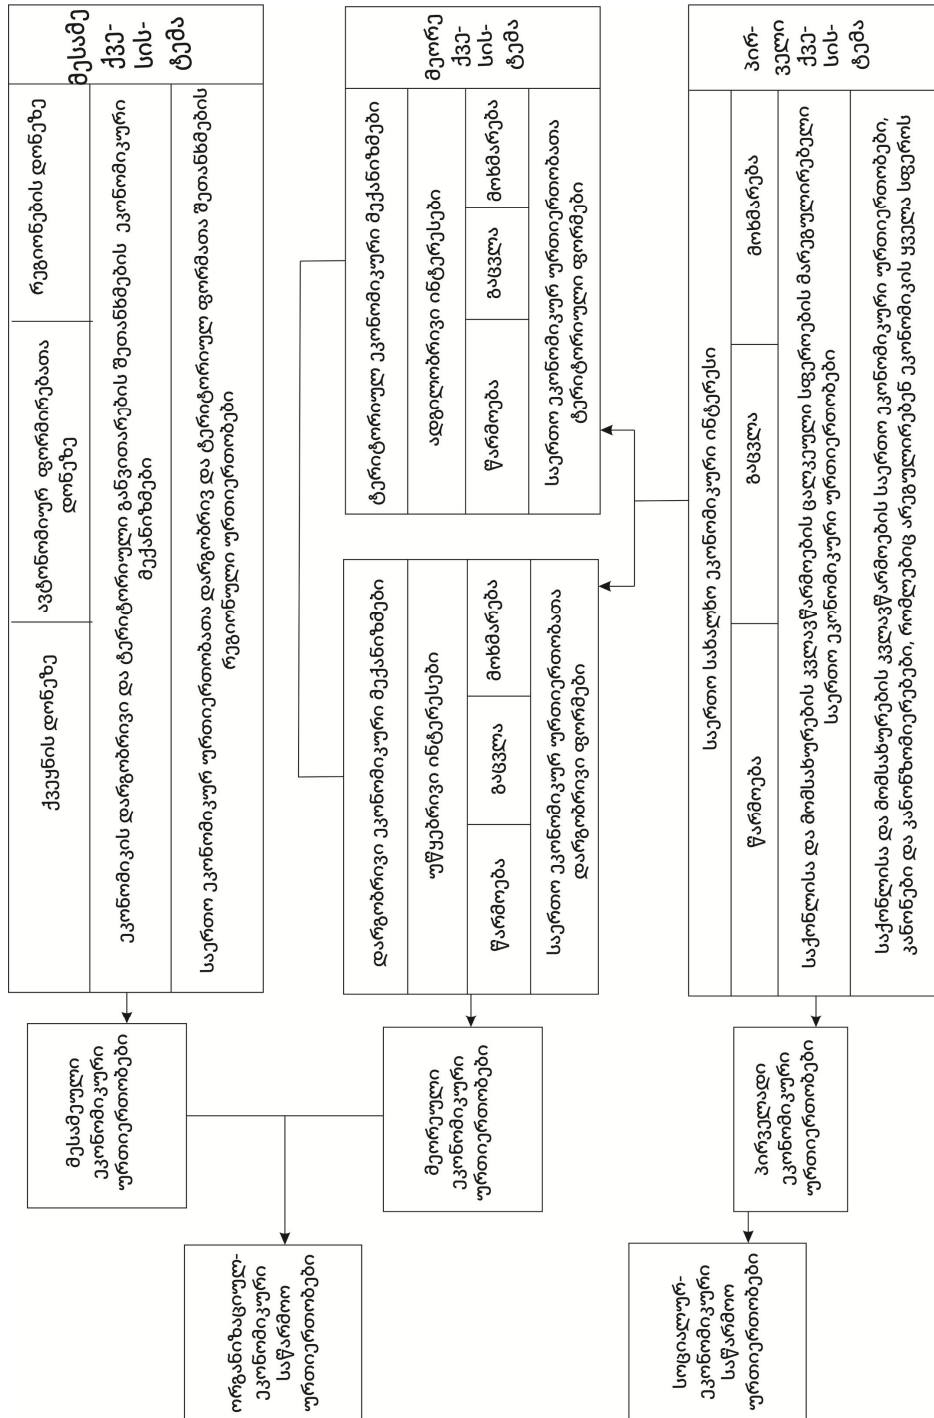 მესამე
ქვე-
სის-
ტემა
რეგიონების დონეზე
ავტონომიურ ფორმირებათა
დონეზე
ქვეყნის დონეზე
ეკონომიკის დარგობრივი და ტერიტორიული განვითარების შეთანხმების ეკონომიკური
მექანიზმები
საერთო ეკონომიკურ ურთიერთობათა დარგობრივ და ტერიტორიულ ფორმათა შეთანხმების
რეგიონული ურთიერთობები
მესამეული
ეკონომიკური
ურთიერთობები
მეორე
ქვე-
სის-
ტემა
ტერიტორიულ ეკონომიკური მექანიზმები
ადგილობრივი ინტერესები
მოხმარება
გაცვლა
წარმოება
საერთო ეკონომიკურ ურთიერთობათა
ტერიტორიული ფორმები
დარგობრივი ეკონომიკური მექანიზმები
უწყებრივი ინტერესები
მოხმარება
გაცვლა
წარმოება
საერთო ეკონომიკურ ურთიერთობათა
დარგობრივი ფორმები
მეორეული
ეკონომიკური
ურთიერთობები
ორგანიზაციულ-
ეკონომიკური
საწარმოო
ურთიერთობები
პირ-
ველი
ქვე-
სის-
ტემა
საერთო სახალხო ეკონომიკური ინტერესი
მოხმარება
გაცვლა
წარმოება
საქონლისა და მომსახურების კვლავწარმოების ცალკეული სფეროების მარეგულირებელი
საერთო ეკონომიკური ურთიერთობები
საქონლისა და მომსახურების კვლავწარმოების საერთო ეკონომიკური ურთიერთობები,
კანონები და კანონზომიერებები, რომლებიც არეგულირებენ ეკონომიკის ყველა სფეროს
პირველადი
ეკონომიკური
ურთიერთობები
სოციალურ-
ეკონომიკური
საწარმოო
ურთიერთობები